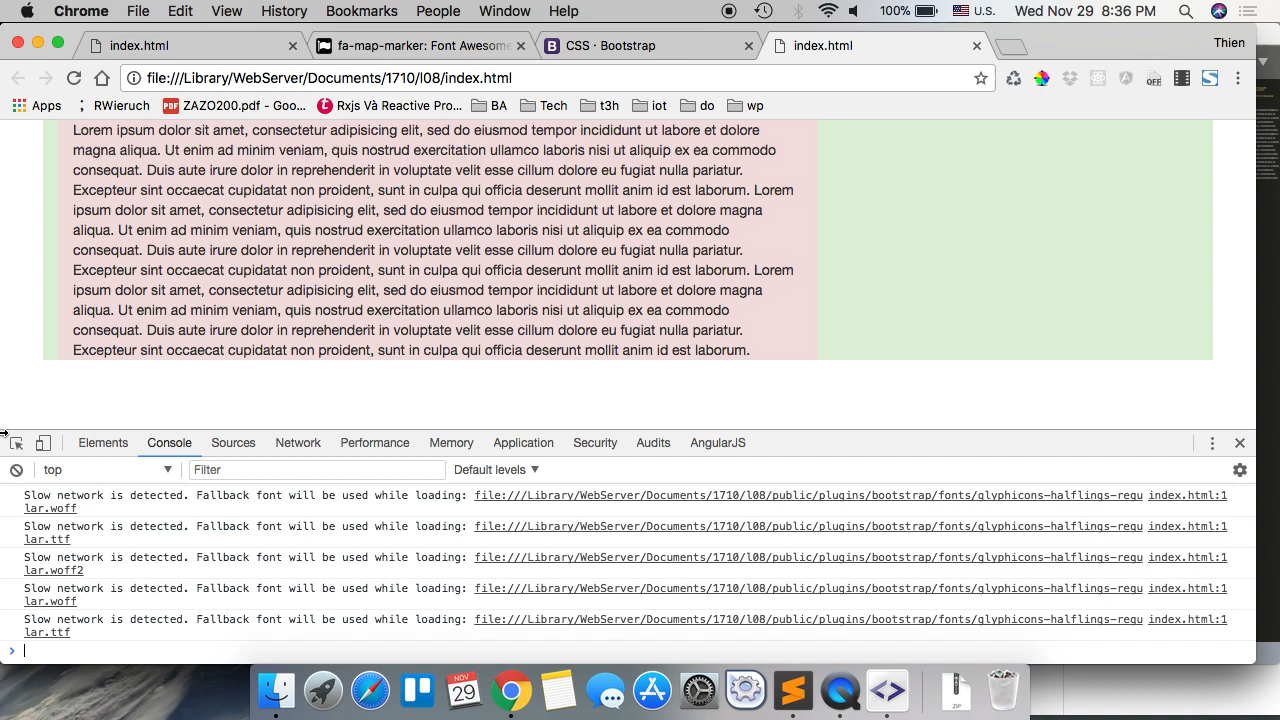 Chrome File Edit View History Bookmarks People Window Help 100% U.S. Wed Nov 29 8:36 PM
index.html fa-map-marker: Font Awesom CSS · Bootstrap index.html Thien
file:///Library/WebServer/Documents/1710/l08/index.html
Apps RWieruch ZAZO200.pdf - Goo... Rxjs Và Reactive P... BA Tech t3h iot do wp
Lorem ipsum dolor sit amet, consectetur adipisicing elit, sed do eiusmod tempor incididunt ut labore et dolore
magna aliqua. Ut enim ad minim veniam, quis nostrud exercitation ullamco laboris nisi ut aliquip ex ea commodo
consequat. Duis aute irure dolor in reprehenderit in voluptate velit esse cillum dolore eu fugiat nulla pariatur.
Excepteur sint occaecat cupidatat non proident, sunt in culpa qui officia deserunt mollit anim id est laborum. Lorem
ipsum dolor sit amet, consectetur adipisicing elit, sed do eiusmod tempor incididunt ut labore et dolore magna
aliqua. Ut enim ad minim veniam, quis nostrud exercitation ullamco laboris nisi ut aliquip ex ea commodo
consequat. Duis aute irure dolor in reprehenderit in voluptate velit esse cillum dolore eu fugiat nulla pariatur.
Excepteur sint occaecat cupidatat non proident, sunt in culpa qui officia deserunt mollit anim id est laborum. Lorem
ipsum dolor sit amet, consectetur adipisicing elit, sed do eiusmod tempor incididunt ut labore et dolore magna
aliqua. Ut enim ad minim veniam, quis nostrud exercitation ullamco laboris nisi ut aliquip ex ea commodo
consequat. Duis aute irure dolor in reprehenderit in voluptate velit esse cillum dolore eu fugiat nulla pariatur.
Excepteur sint occaecat cupidatat non proident, sunt in culpa qui officia deserunt mollit anim id est laborum.
Elements Console Sources Network Performance Memory Application Security Audits AngularJS
top Filter Default levels
Slow network is detected. Fallback font will be used while loading: file:///Library/WebServer/Documents/1710/l08/public/plugins/bootstrap/fonts/glyphicons-halflings-regu index.html:1
lar.woff
Slow network is detected. Fallback font will be used while loading: file:///Library/WebServer/Documents/1710/l08/public/plugins/bootstrap/fonts/glyphicons-halflings-regu index.html:1
lar.ttf
Slow network is detected. Fallback font will be used while loading: file:///Library/WebServer/Documents/1710/l08/public/plugins/bootstrap/fonts/glyphicons-halflings-regu index.html:1
lar.woff2
Slow network is detected. Fallback font will be used while loading: file:///Library/WebServer/Documents/1710/l08/public/plugins/bootstrap/fonts/glyphicons-halflings-regu index.html:1
lar.woff
Slow network is detected. Fallback font will be used while loading: file:///Library/WebServer/Documents/1710/l08/public/plugins/bootstrap/fonts/glyphicons-halflings-regu index.html:1
lar.ttf
NOV
29
ZIP